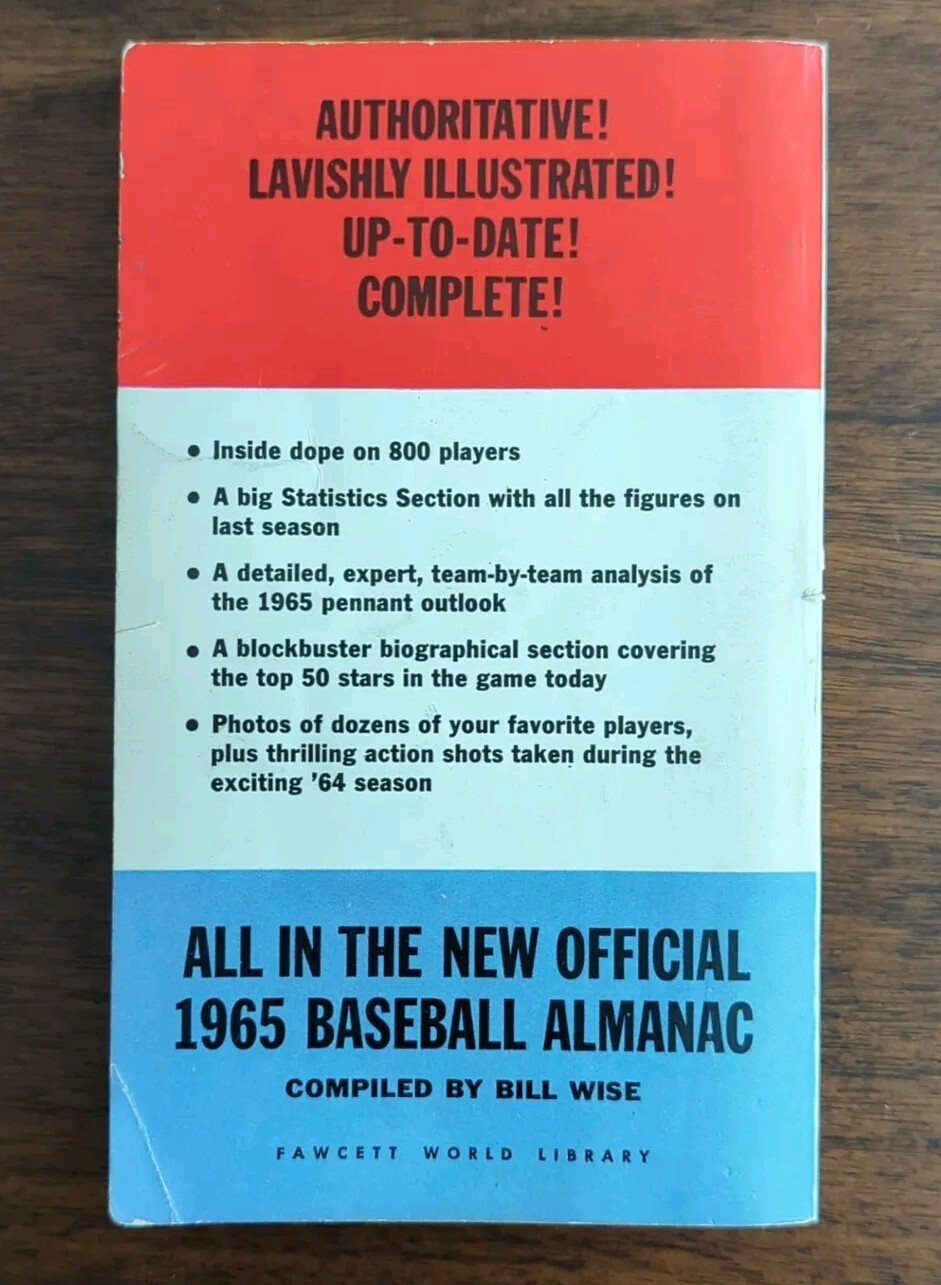 AUTHORITATIVE!
LAVISHLY ILLUSTRATED!
UP-TO-DATE!
COMPLETE!
• Inside dope on 800 players
• A big Statistics Section with all the figures on
last season
• A detailed, expert, team-by-team analysis of
the 1965 pennant outlook
• A blockbuster biographical section covering
the top 50 stars in the game today
• Photos of dozens of your favorite players,
plus thrilling action shots taken during the
exciting ’64 season
ALL IN THE NEW OFFICIAL
1965 BASEBALL ALMANAC
COMPILED BY BILL WISE
FAWCETT WORLD LIBRARY